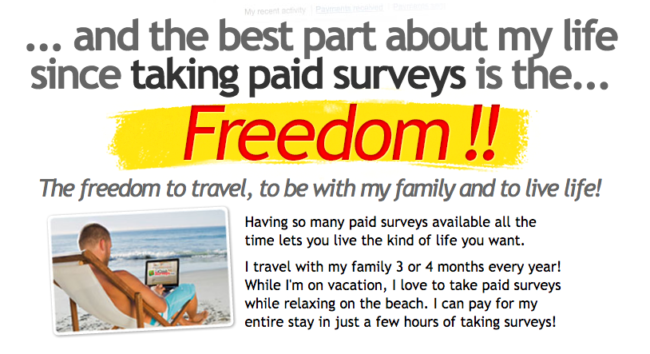 My recent activity
... and the best part about my life
since taking paid surveys is the...
Freedom !!
The freedom to travel, to be with my family and to live life!
Having so many paid surveys available all the
time lets you live the kind of life you want.
I travel with my family 3 or 4 months every year!
While I'm on vacation, I love to take paid surveys
while relaxing on the beach. I can pay for my
entire stay in just a few hours of taking surveys!